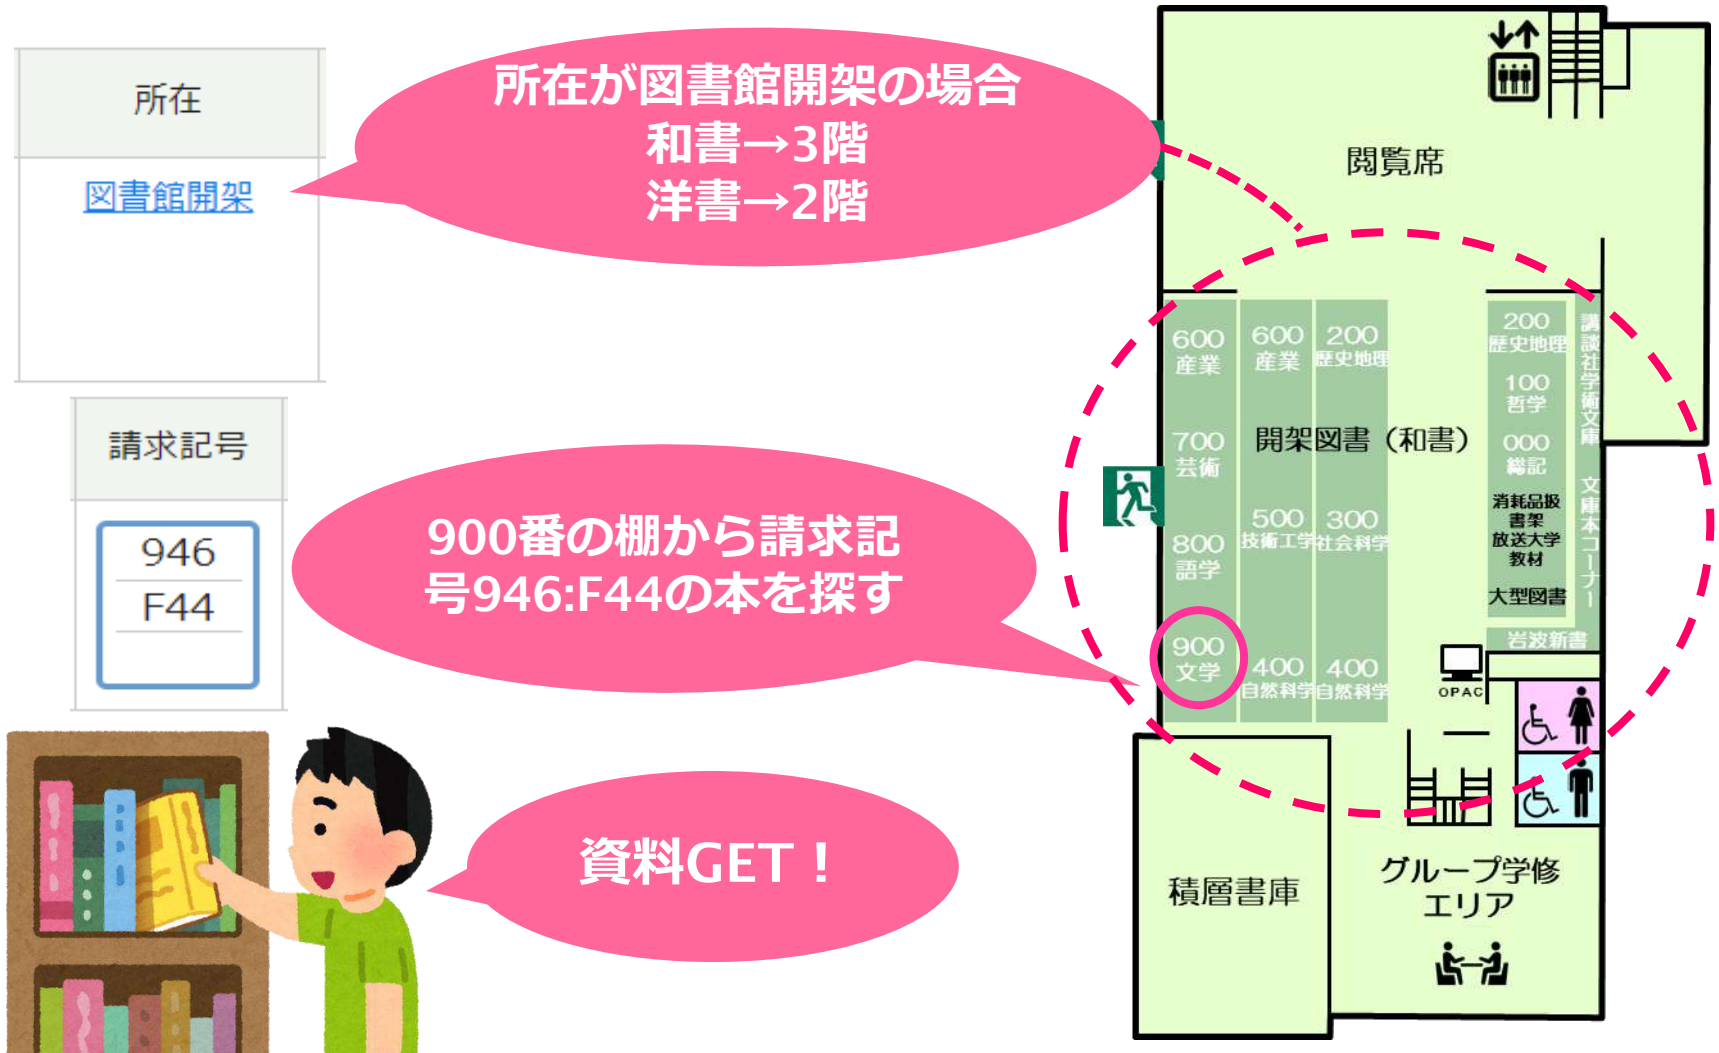 所在
図書館開架
所在が図書館開架の場合
和書→3階
洋書→2階
請求記号
946
F44
900番の棚から請求記
号946:F44の本を探す
資料GET！
閲覧席
600
産業
600
産業
200
歴史地理
200
歴史地理
講談社学術文庫
100
哲学
700
芸術
開架図書（和書）
000
総記
文庫本コーナー
消耗品扱
書架
放送大学
教材
500
技術工学
300
社会科学
800
語学
大型図書
岩波新書
900
文学
400
自然科学
400
自然科学
OPAC
積層書庫
グループ学修
エリア